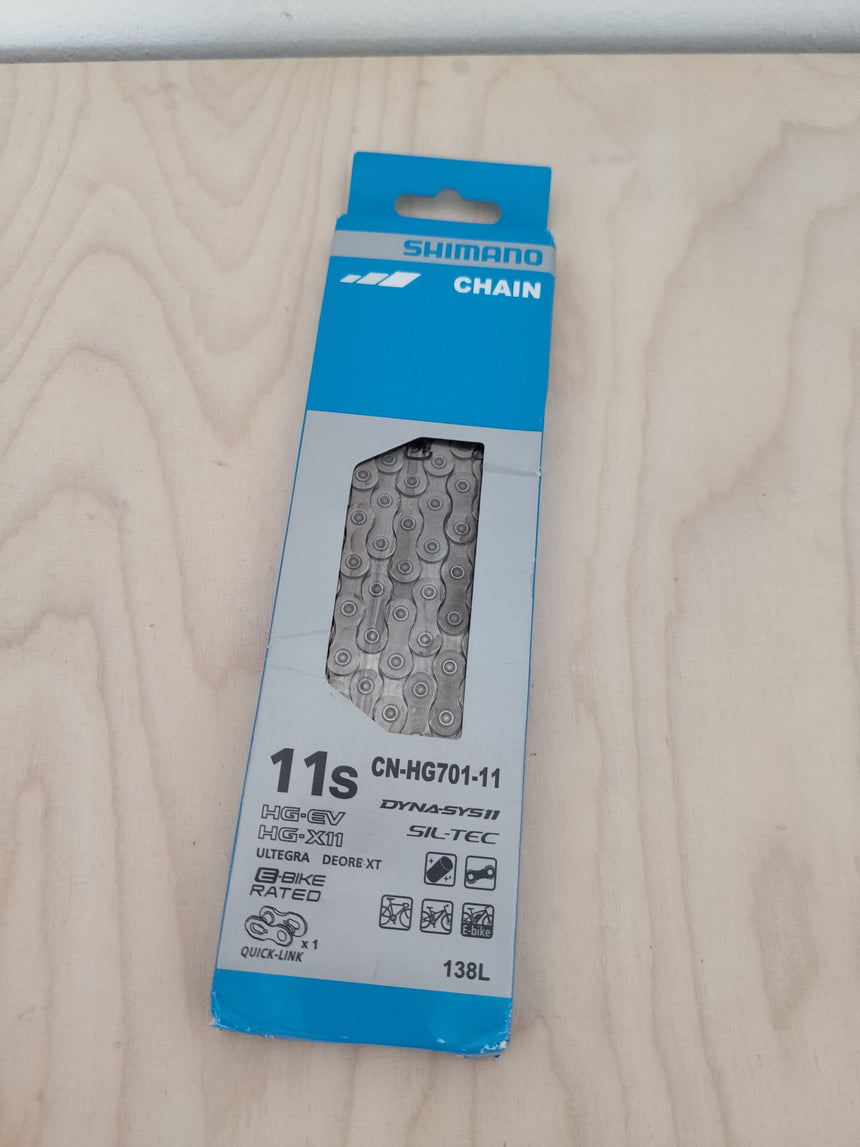 SHIMANO
CHAIN
11s CN-HG701-11
HG-EV DYNA-SYS11
HG-X11 SIL-TEC
ULTEGRA DEORE XT
E-BIKE
RATED
E-bike
x 1
QUICK-LINK
138L